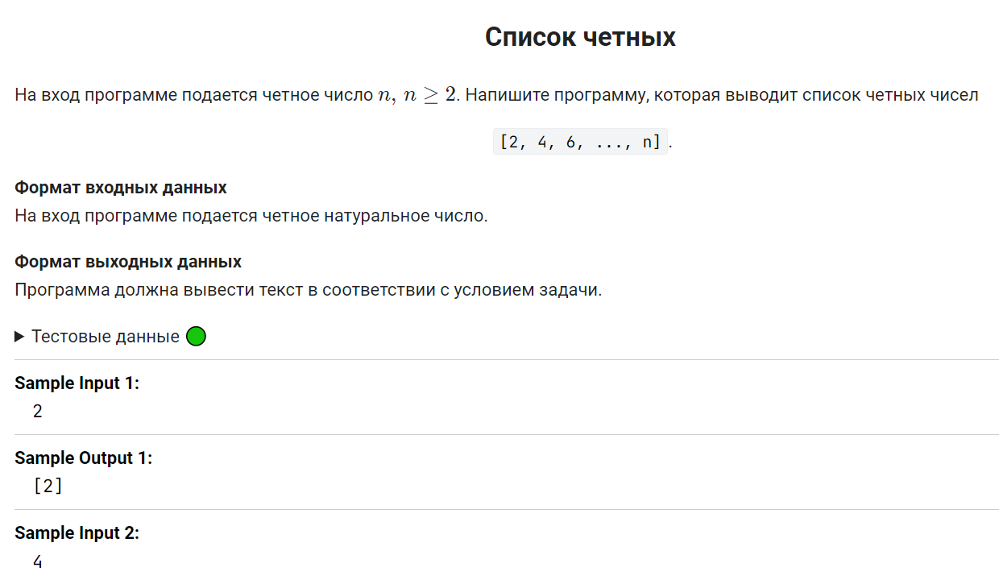 Список четных
На вход программе подается четное число n, n ≥ 2. Напишите программу, которая выводит список четных чисел
[2, 4, 6, ..., n] .
Формат входных данных
На вход программе подается четное натуральное число.
Формат выходных данных
Программа должна вывести текст в соответствии с условием задачи.
Тестовые данные
Sample Input 1:
2
Sample Output 1:
[2]
Sample Input 2:
4